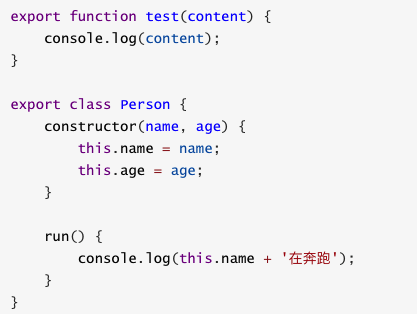 export function test(content) {
    console.log(content);
}

export class Person {
    constructor(name, age) {
        this.name = name;
        this.age = age;
    }

    run() {
        console.log(this.name + '在奔跑');
    }
}